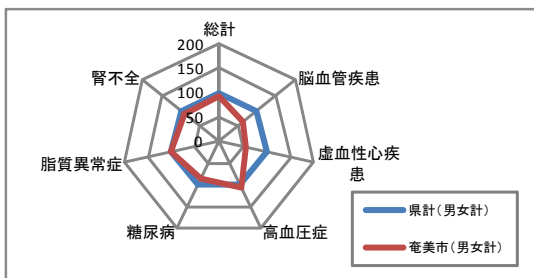 総計
200
150
100
50
0
脳血管疾患
虚血性心疾
患
高血圧症
糖尿病
脂質異常症
腎不全
県計(男女計)
奄美市(男女計)